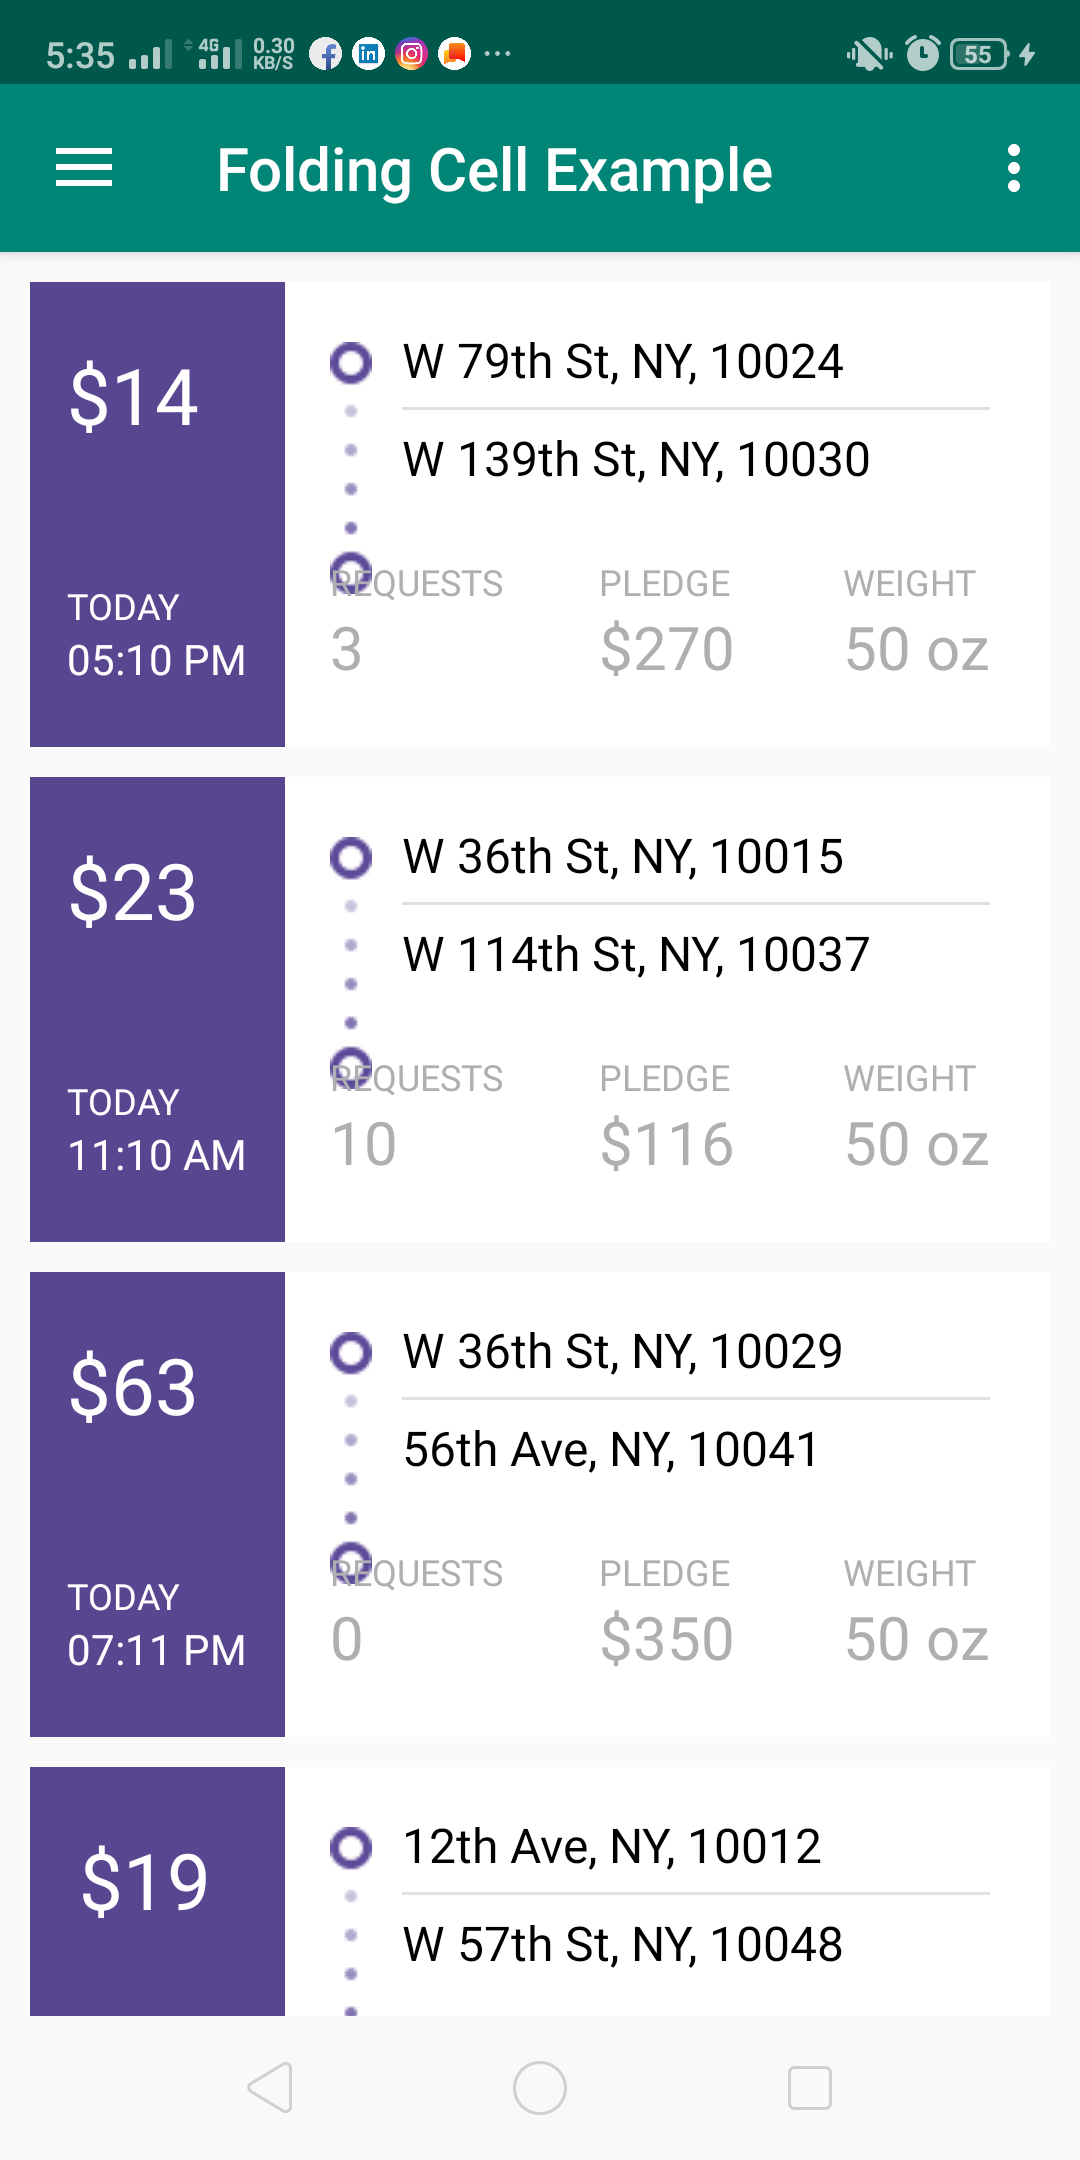 5:35 4G 0.30 KB/S 55
Folding Cell Example
$14
W 79th St, NY, 10024
W 139th St, NY, 10030
TODAY
05:10 PM
REQUESTS PLEDGE WEIGHT
3 $270 50 oz
$23
W 36th St, NY, 10015
W 114th St, NY, 10037
TODAY
11:10 AM
REQUESTS PLEDGE WEIGHT
10 $116 50 oz
$63
W 36th St, NY, 10029
56th Ave, NY, 10041
TODAY
07:11 PM
REQUESTS PLEDGE WEIGHT
0 $350 50 oz
$19
12th Ave, NY, 10012
W 57th St, NY, 10048